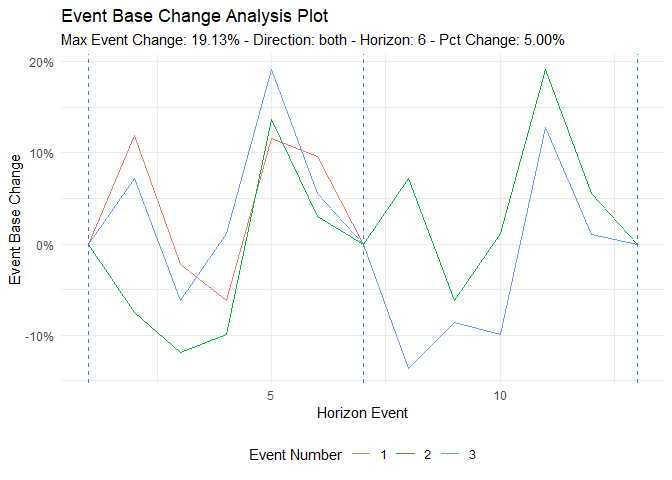 Event Base Change Analysis Plot
Max Event Change: 19.13% - Direction: both - Horizon: 6 - Pct Change: 5.00%
20%
10%
0%
-10%
Event Base Change
5 10
Horizon Event
Event Number 1 2 3